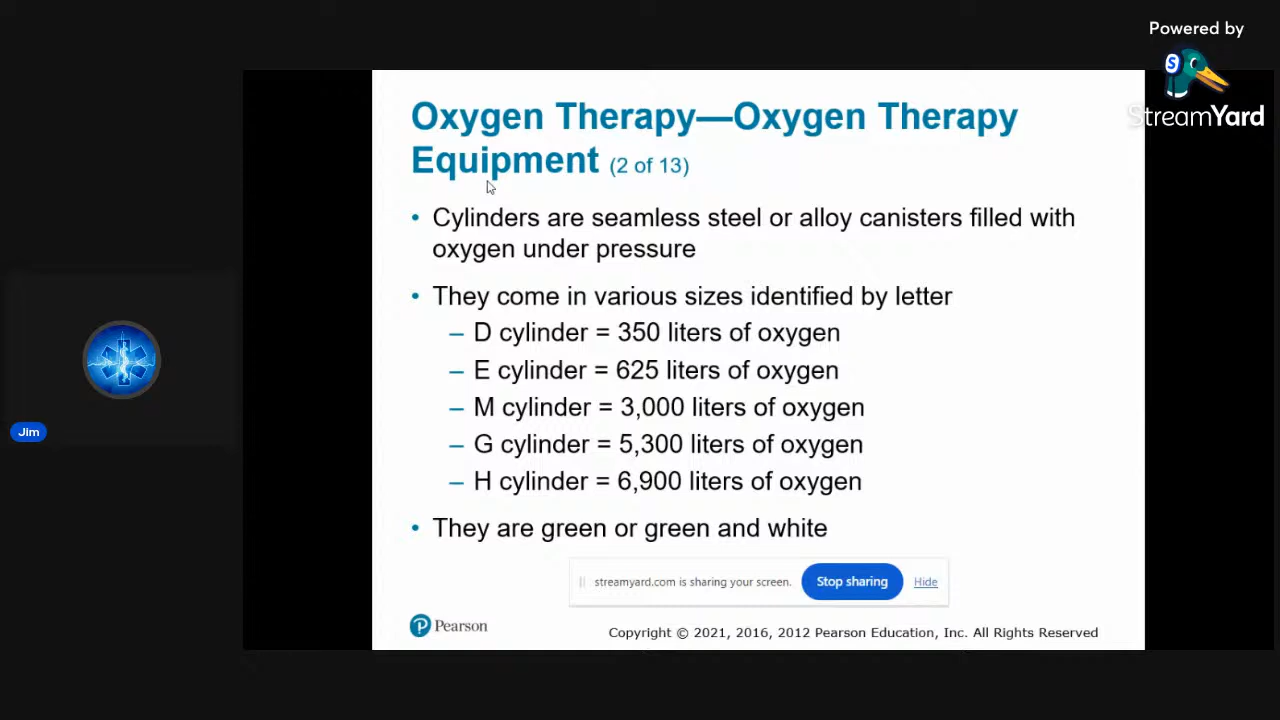 Powered by
StreamYard
Oxygen Therapy—Oxygen Therapy
Equipment (2 of 13)
• Cylinders are seamless steel or alloy canisters filled with
oxygen under pressure
• They come in various sizes identified by letter
– D cylinder = 350 liters of oxygen
– E cylinder = 625 liters of oxygen
– M cylinder = 3,000 liters of oxygen
– G cylinder = 5,300 liters of oxygen
– H cylinder = 6,900 liters of oxygen
• They are green or green and white
Jim
streamyard.com is sharing your screen. Stop sharing Hide
Pearson
Copyright © 2021, 2016, 2012 Pearson Education, Inc. All Rights Reserved